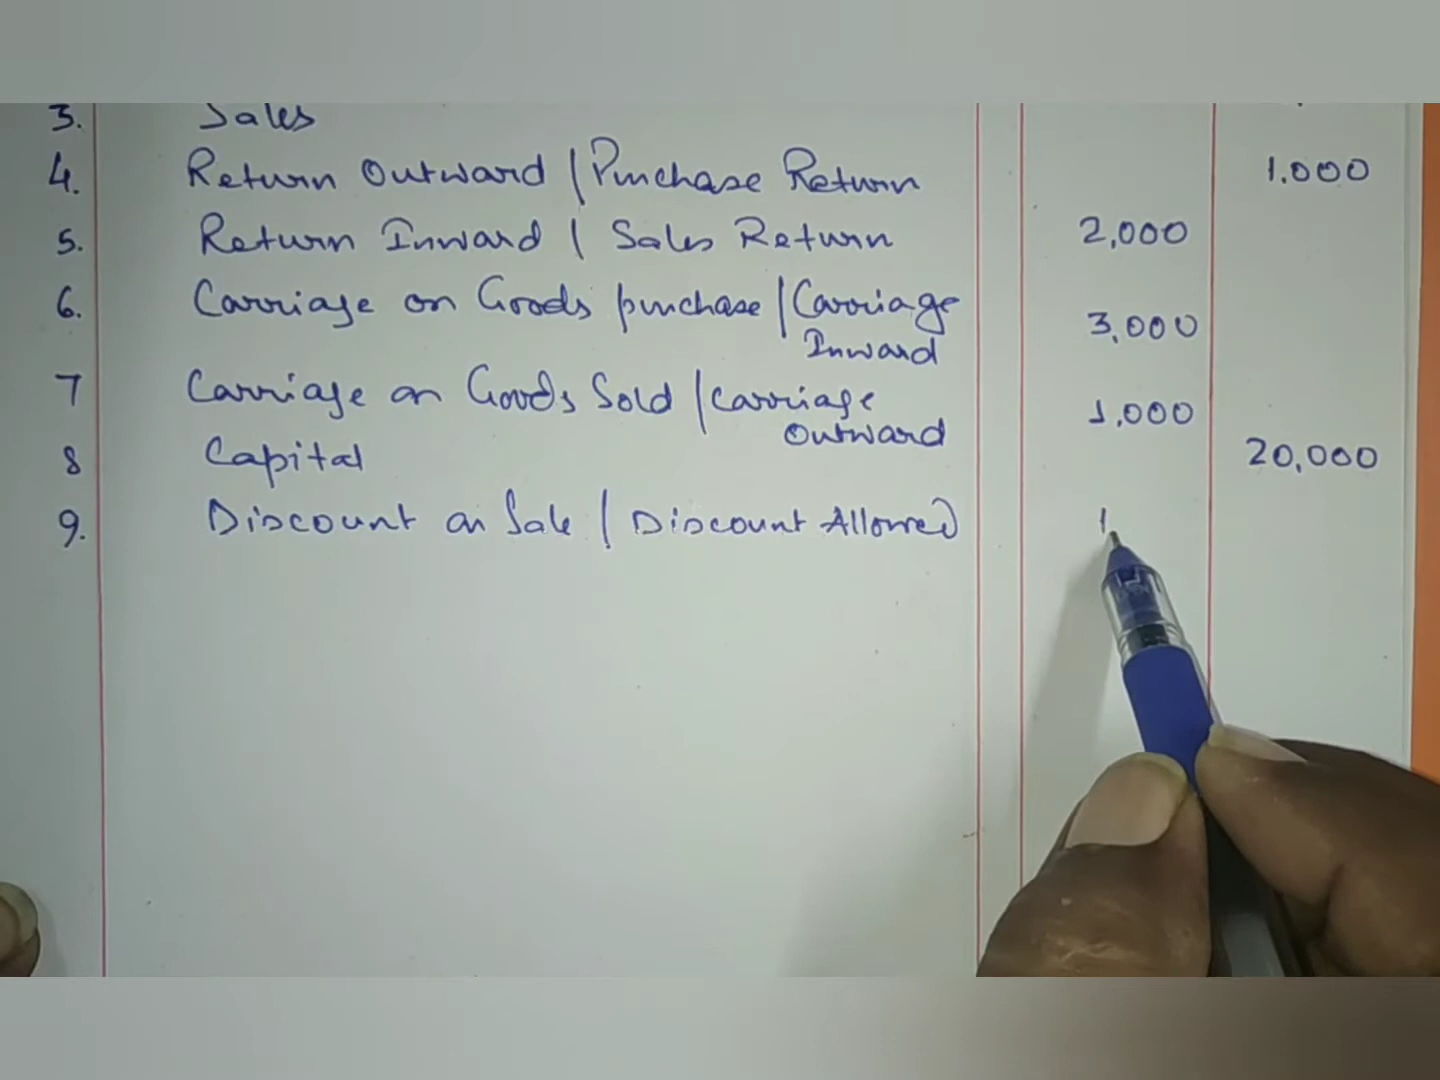 3. Sales
4. Return Outward / Purchase Return 1.000
5. Return Inward / Sales Return 2,000
6. Carriage on Goods purchase / Carriage
Inward 3,000
7 Carriage on Goods Sold / Carriage
Outward 1,000
8 Capital 20,000
9. Discount on Sale / Discount Allowed 1